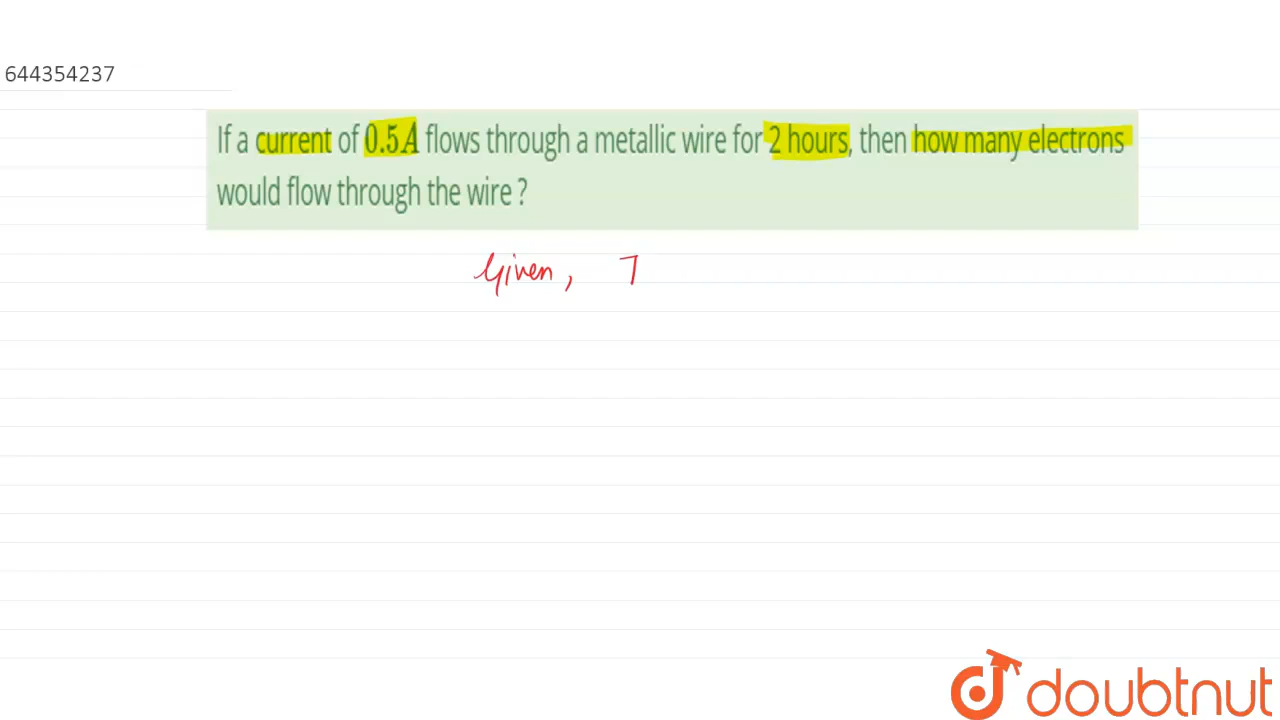 644354237
If a current of 0.5A flows through a metallic wire for 2 hours, then how many electrons
would flow through the wire ?
Given,
doubtnut